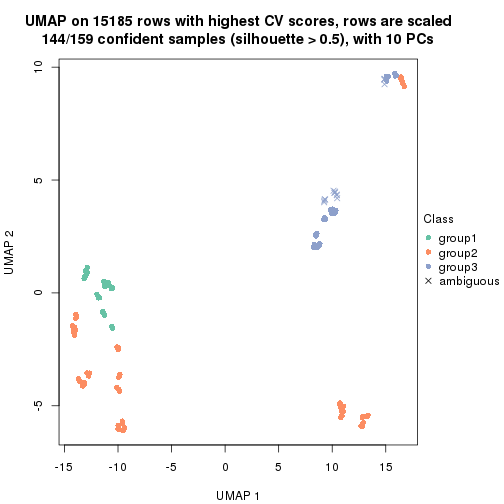 UMAP on 15185 rows with highest CV scores, rows are scaled
144/159 confident samples (silhouette > 0.5), with 10 PCs
10
5
0
-5
UMAP 2
-15
-10
-5
0
5
10
15
UMAP 1
Class
group1
group2
group3
ambiguous